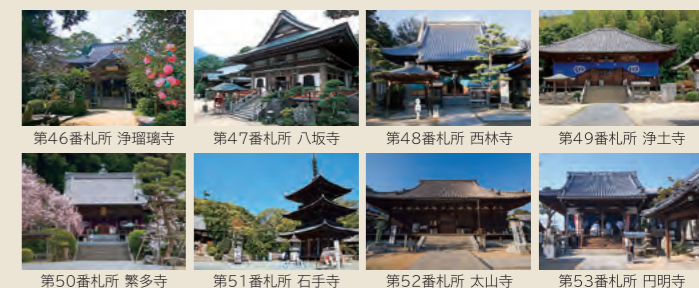 第46番札所 浄瑠璃寺
第47番札所 八坂寺
第48番札所 西林寺
第49番札所 浄土寺
第50番札所 繁多寺
第51番札所 石手寺
第52番札所 太山寺
第53番札所 円明寺